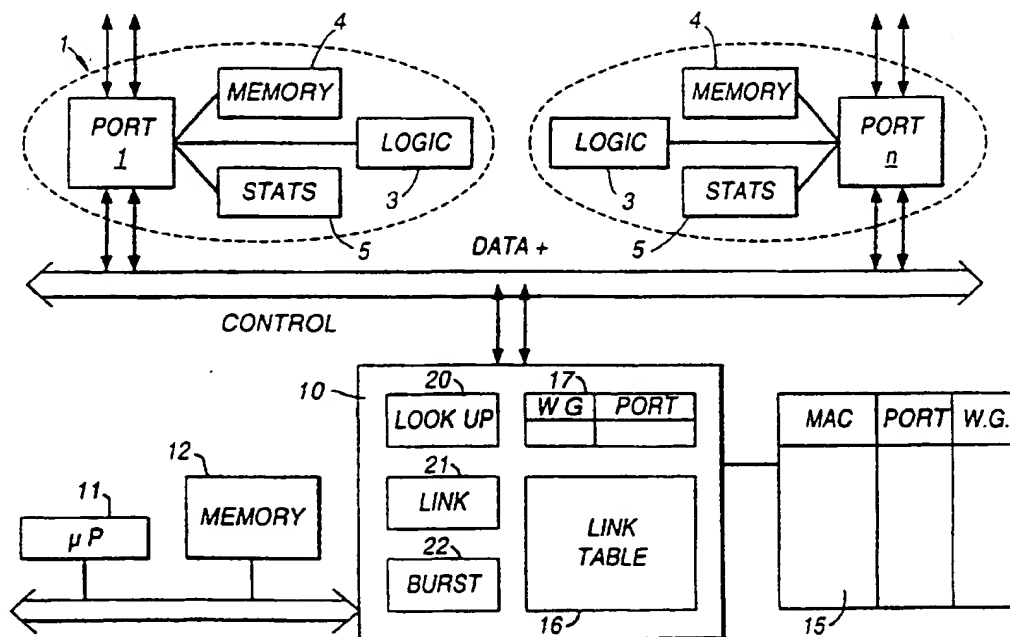 1
4
4
MEMORY
MEMORY
PORT
1
LOGIC
LOGIC
PORT
n
3
3
STATS
STATS
5
5
DATA +
CONTROL
10
20
17
LOOK UP
W G
PORT
MAC
PORT
W.G.
12
21
11
MEMORY
LINK
LINK
TABLE
µ P
22
BURST
16
15